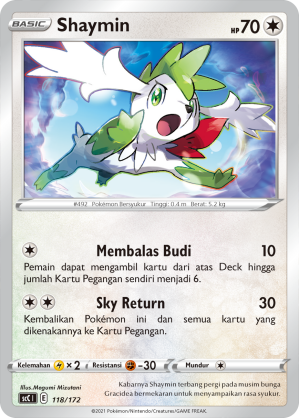 BASIC Shaymin HP 70
#492 Pokémon Bersyukur Tinggi: 0.4 m Berat: 5.2 kg
Membalas Budi 10
Pemain dapat mengambil kartu dari atas Deck hingga
jumlah Kartu Pegangan sendiri menjadi 6.
Sky Return 30
Kembalikan Pokémon ini dan semua kartu yang
dikenakannya ke Kartu Pegangan.
Kelemahan ×2 Resistansi -30 Mundur
Illus. Megumi Mizutani
SC1 I E 118/172
Kabarnya Shaymin terbang pergi pada musim bunga
Gracidea bermekaran untuk menyampaikan rasa syukur.
©2021 Pokémon/Nintendo/Creatures/GAME FREAK